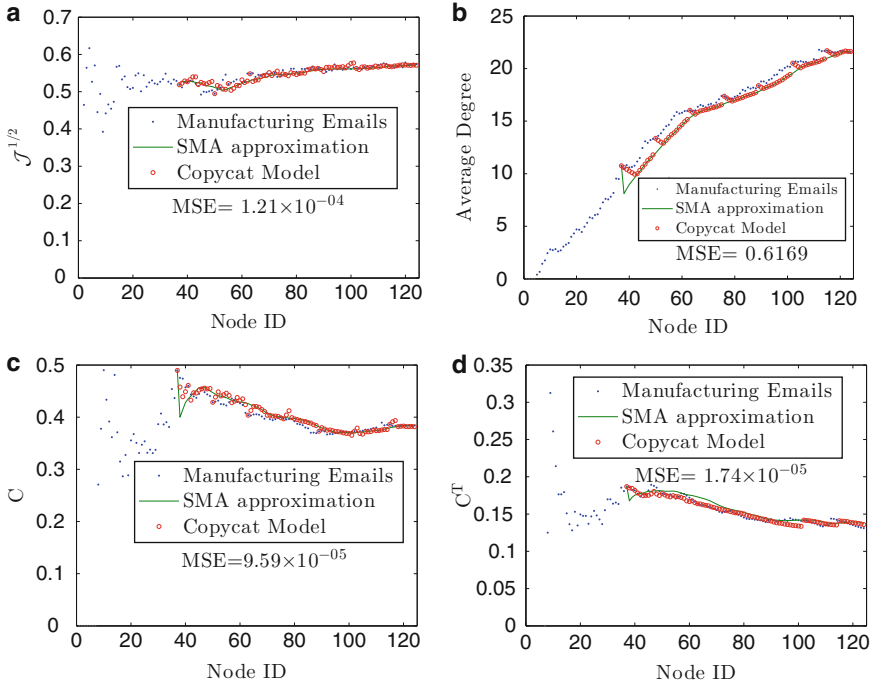 a
0.7
0.6
0.5
0.4
0.3
0.2
0.1
0
𝒥^{1/2}
Manufacturing Emails
SMA approximation
Copycat Model
MSE= 1.21×10^{−04}
0 20 40 60 80 100 120
Node ID
b
25
20
15
10
5
0
Average Degree
Manufacturing Emails
SMA approximation
Copycat Model
MSE= 0.6169
0 20 40 60 80 100 120
Node ID
c
0.5
0.4
0.3
0.2
0.1
0
C
Manufacturing Emails
SMA approximation
Copycat Model
MSE=9.59×10^{−05}
0 20 40 60 80 100 120
Node ID
d
0.35
0.3
0.25
0.2
0.15
0.1
0.05
0
C^T
Manufacturing Emails
SMA approximation
Copycat Model
MSE= 1.74×10^{−05}
0 20 40 60 80 100 120
Node ID